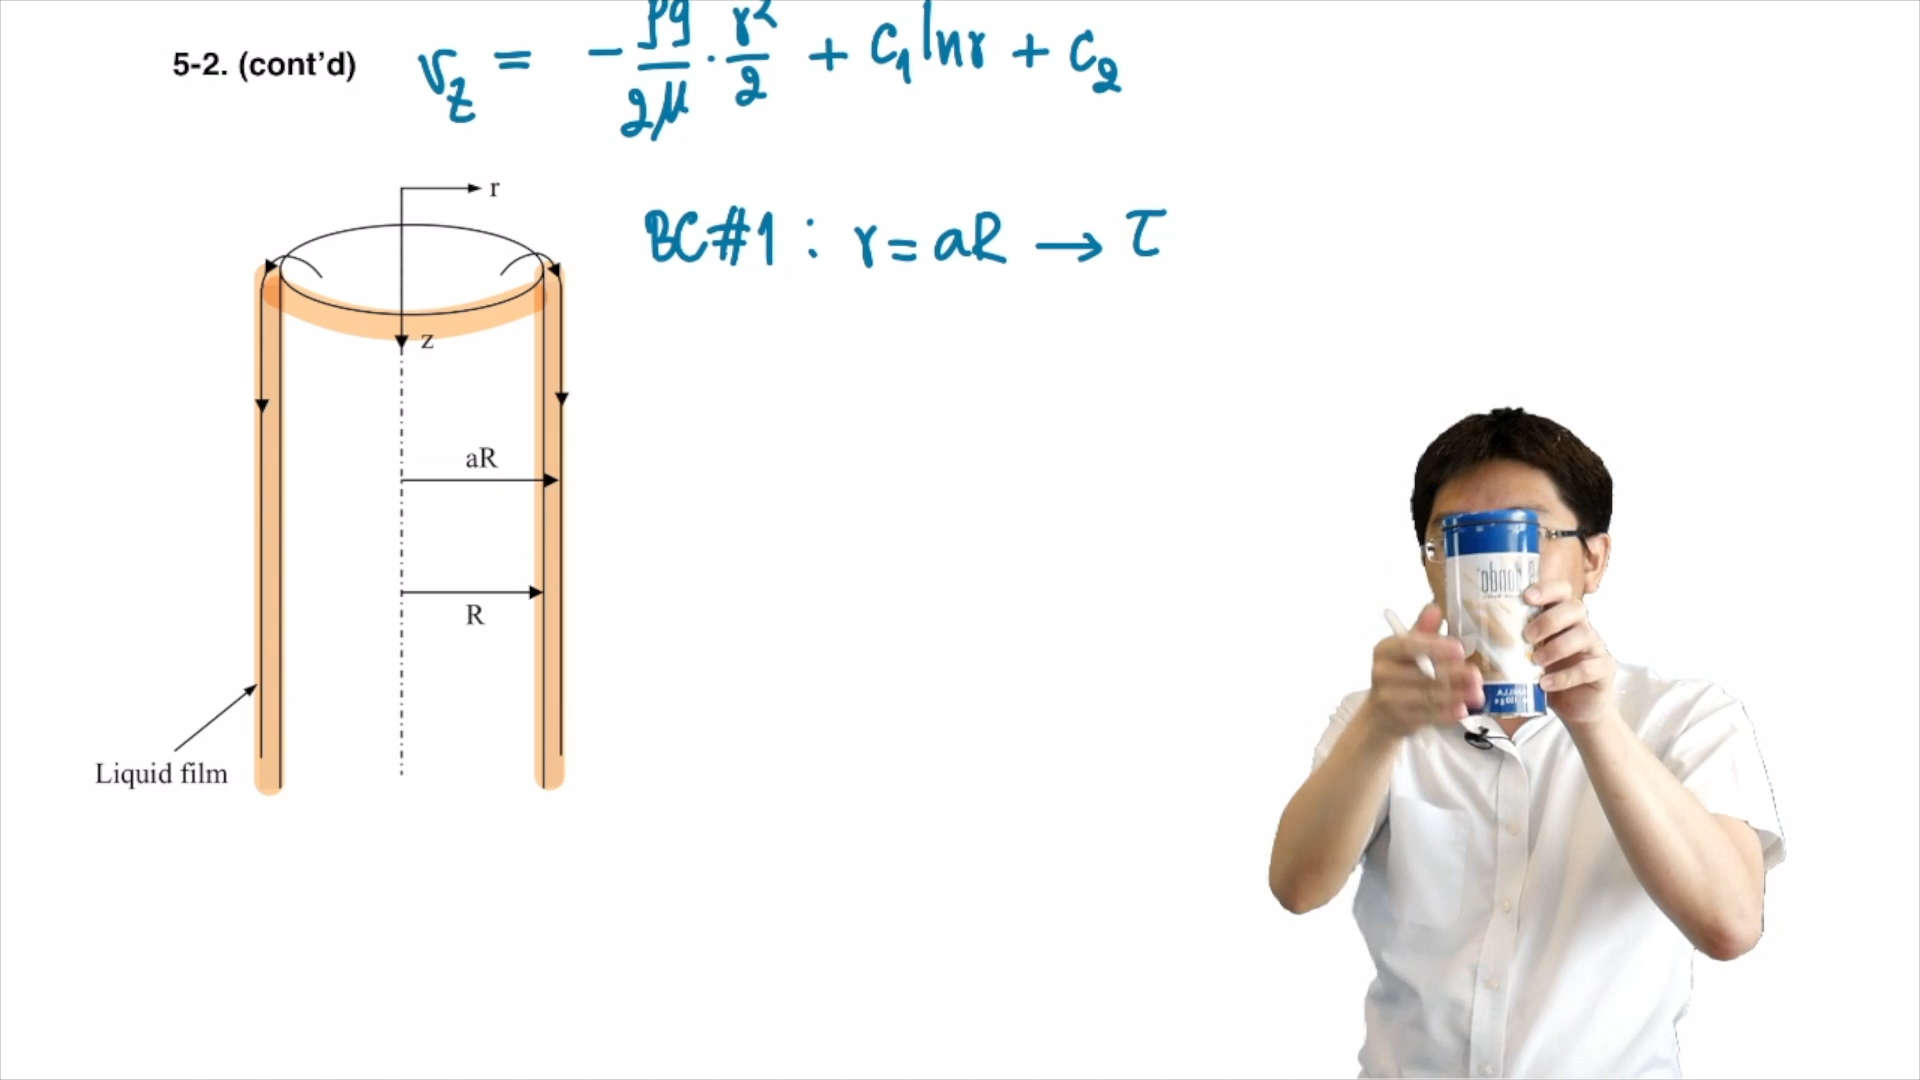 5-2. (cont'd)
v_z = - ρg/2μ · r²/2 + C₁ ln r + C₂
r
BC#1 : r = aR → τ
z
aR
R
Liquid film